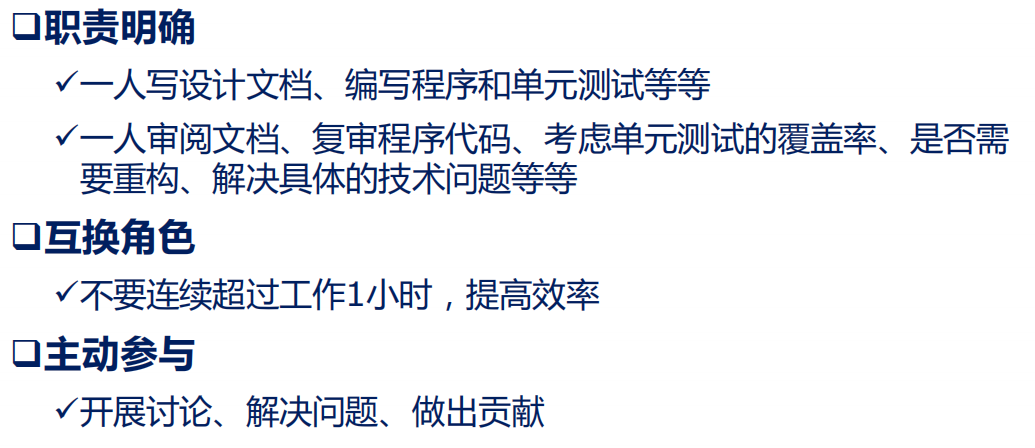 ❑职责明确
✓一人写设计文档、编写程序和单元测试等等
✓一人审阅文档、复审程序代码、考虑单元测试的覆盖率、是否需
要重构、解决具体的技术问题等等
❑互换角色
✓不要连续超过工作1小时，提高效率
❑主动参与
✓开展讨论、解决问题、做出贡献